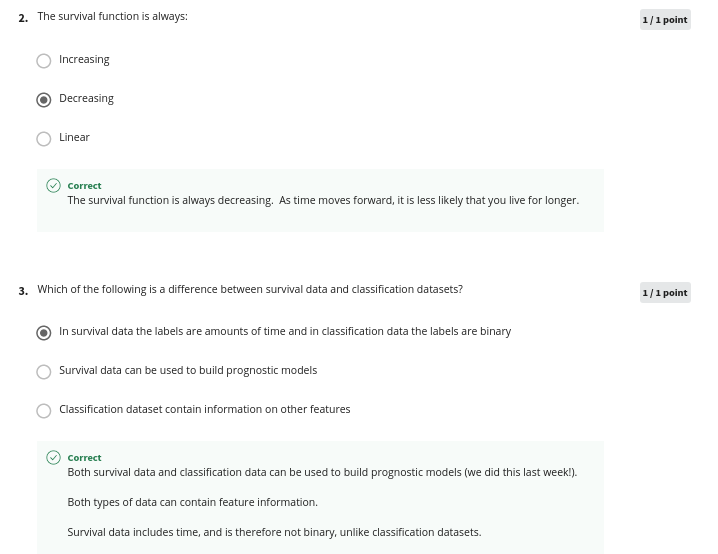 2. The survival function is always:
1 / 1 point
Increasing
Decreasing
Linear
Correct
The survival function is always decreasing.  As time moves forward, it is less likely that you live for longer.
3. Which of the following is a difference between survival data and classification datasets?
1 / 1 point
In survival data the labels are amounts of time and in classification data the labels are binary
Survival data can be used to build prognostic models
Classification dataset contain information on other features
Correct
Both survival data and classification data can be used to build prognostic models (we did this last week!).
Both types of data can contain feature information.
Survival data includes time, and is therefore not binary, unlike classification datasets.